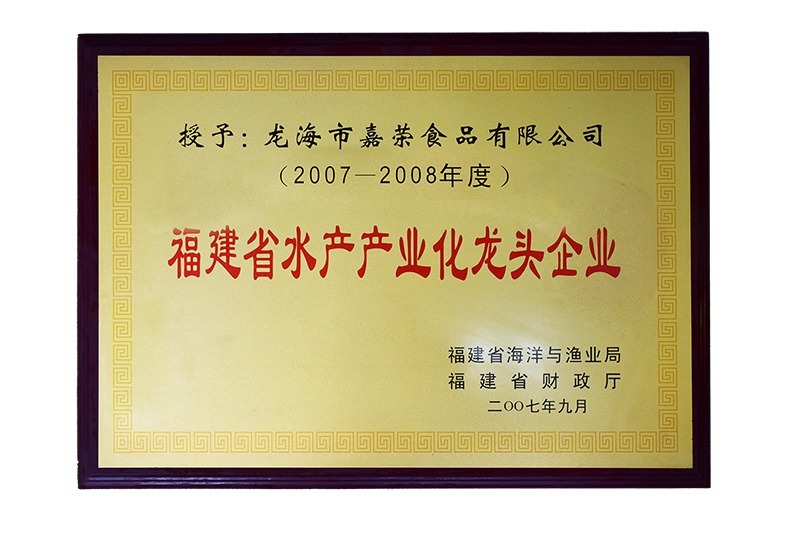 授予：龙海市嘉荣食品有限公司
（2007—2008年度）
福建省水产产业化龙头企业
福建省海洋与渔业局
福建省财政厅
二OO七年九月